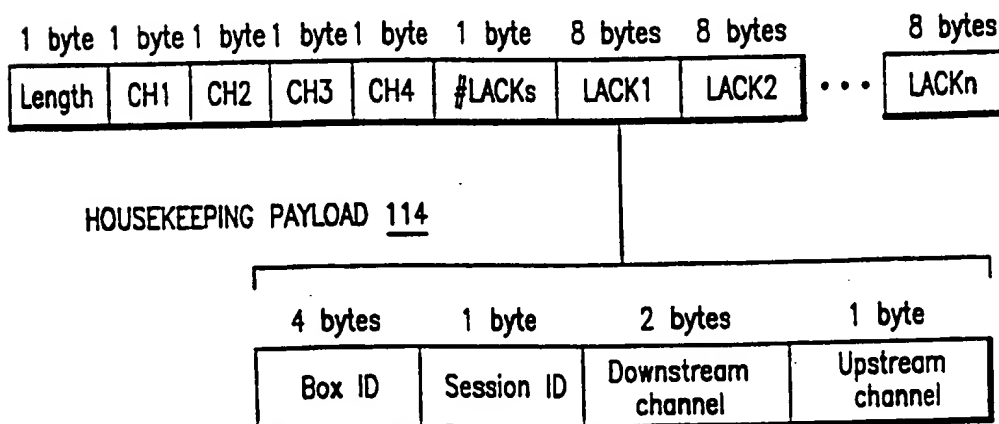 1 byte 1 byte 1 byte 1 byte 1 byte 1 byte 8 bytes 8 bytes 8 bytes
Length CH1 CH2 CH3 CH4 #LACKs LACK1 LACK2 • • • LACKn
HOUSEKEEPING PAYLOAD 114
4 bytes 1 byte 2 bytes 1 byte
Box ID Session ID Downstream channel Upstream channel